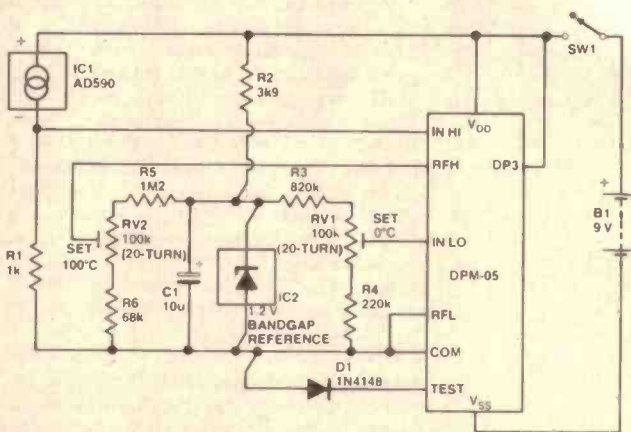 +
IC1
AD590
-
R2
3k9
SW1
VDD
IN HI
RFH
DP3
R5
1M2
R3
820k
RV2
100k
(20-TURN)
SET
100°C
RV1
100k
(20-TURN)
SET
0°C
IN LO
+
B1
9 V
R1
1k
+
C1
10u
R6
68k
1.2 V
IC2
BANDGAP
REFERENCE
R4
220k
DPM-05
RFL
COM
D1
1N4148
TEST
VSS